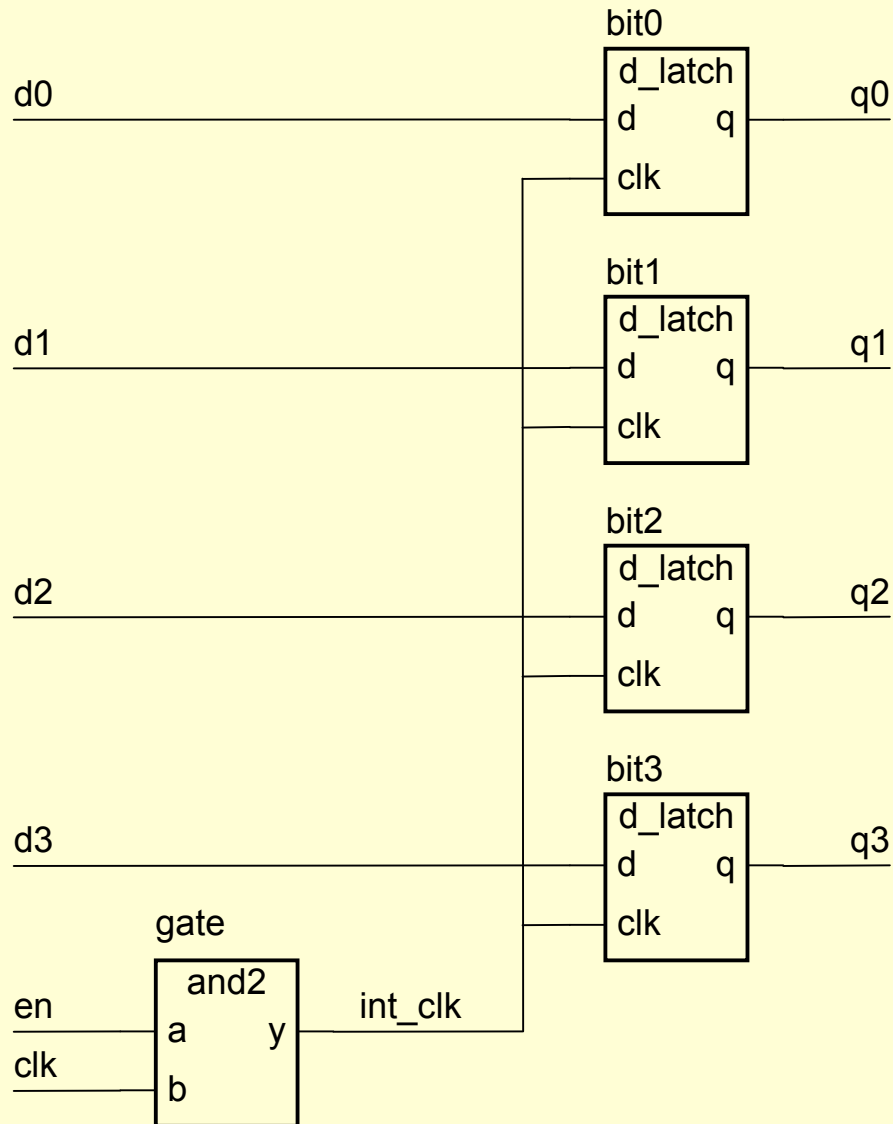 bit0
d_latch
d0
d q
q0
clk
bit1
d_latch
d1
d q
q1
clk
bit2
d_latch
d2
d q
q2
clk
bit3
d_latch
d3
d q
q3
clk
gate
and2
en
a y
int_clk
clk
b